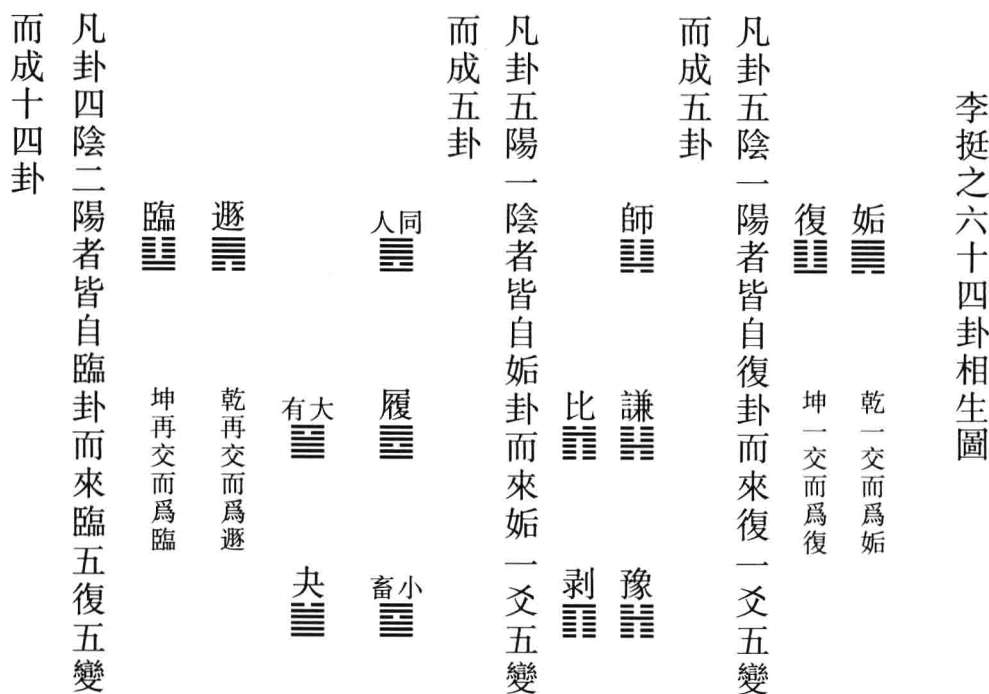 李挺之六十四卦相生圖
姤 乾一交而爲姤
復 坤一交而爲復
凡卦五陰一陽者皆自復卦而來復一爻五變
而成五卦
師 謙 豫
比 剥
凡卦五陽一陰者皆自姤卦而來姤一爻五變
而成五卦
同人 履 小畜
大有 夬
遯 乾再交而爲遯
臨 坤再交而爲臨
凡卦四陰二陽者皆自臨卦而來臨五復五變
而成十四卦